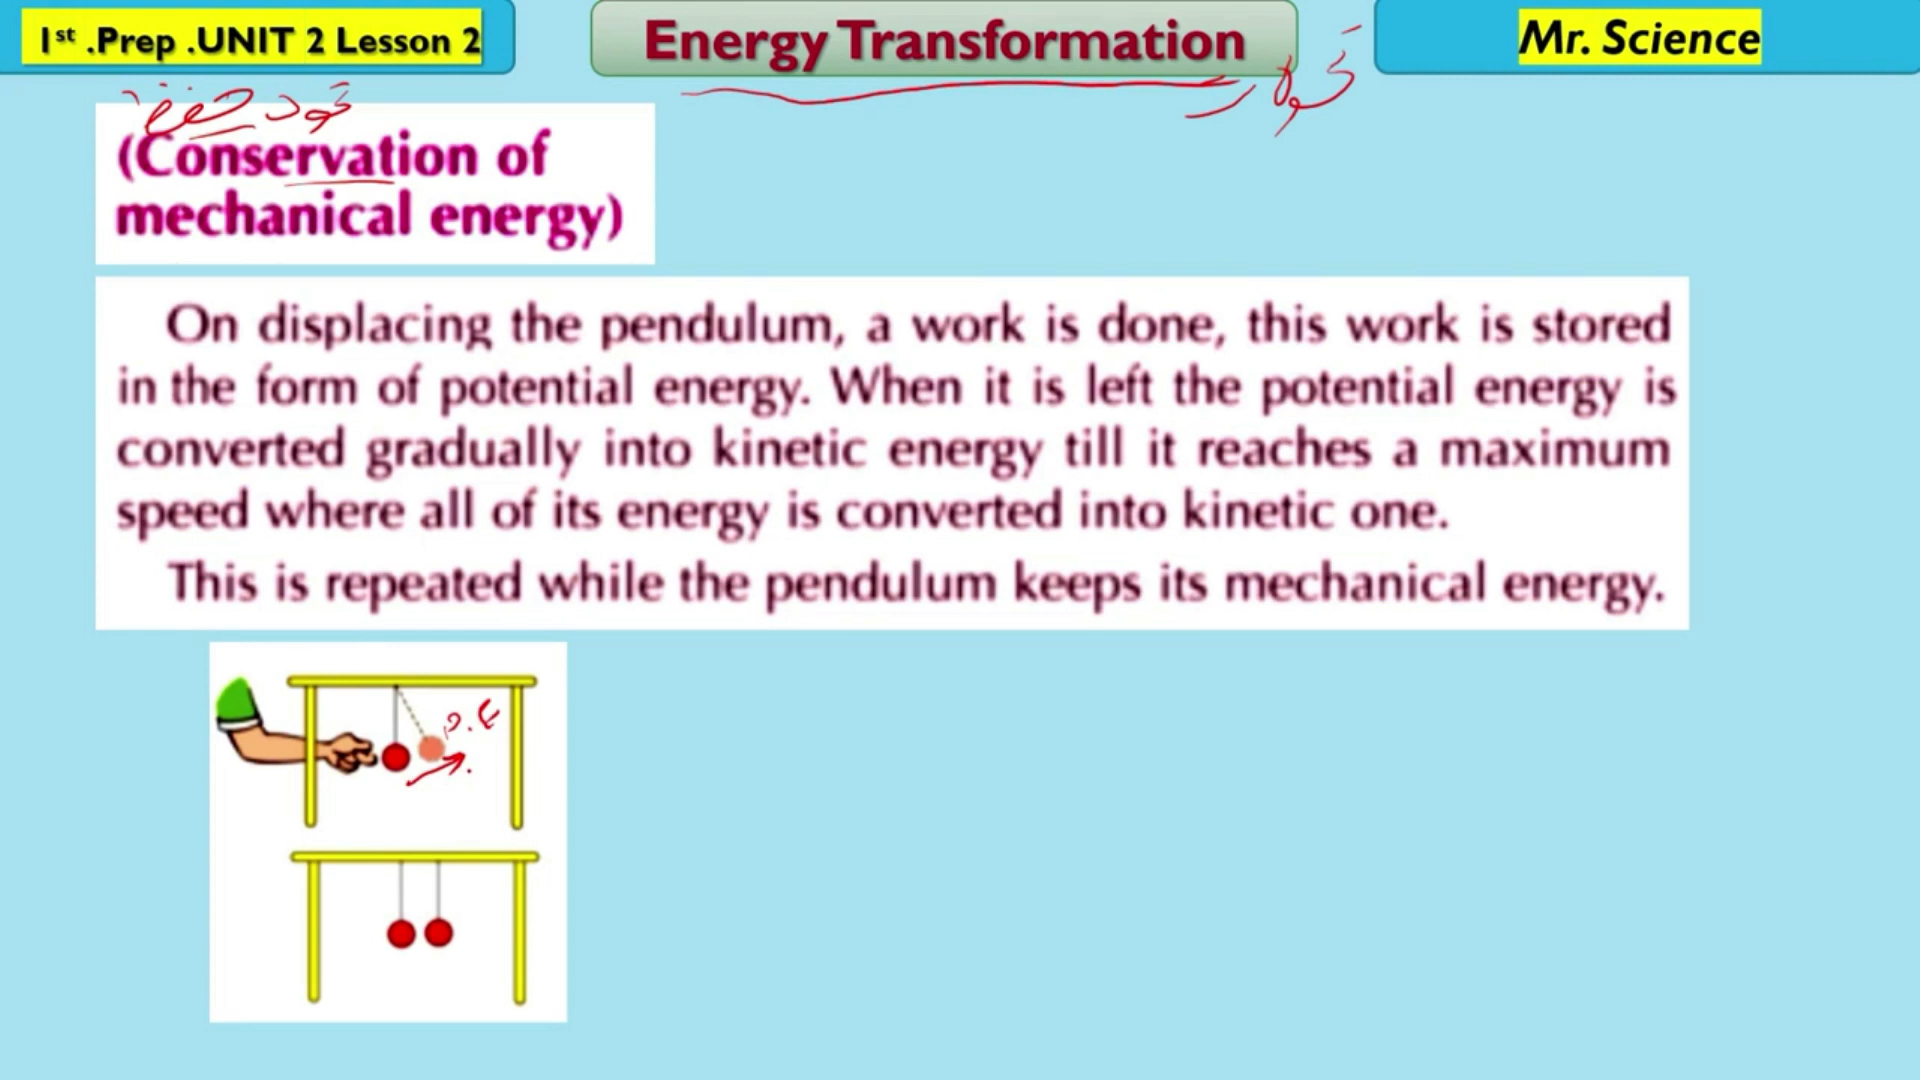 1st .Prep .UNIT 2 Lesson 2
Energy Transformation
Mr. Science
(Conservation of
mechanical energy)
On displacing the pendulum, a work is done, this work is stored
in the form of potential energy. When it is left the potential energy is
converted gradually into kinetic energy till it reaches a maximum
speed where all of its energy is converted into kinetic one.
This is repeated while the pendulum keeps its mechanical energy.
P.E